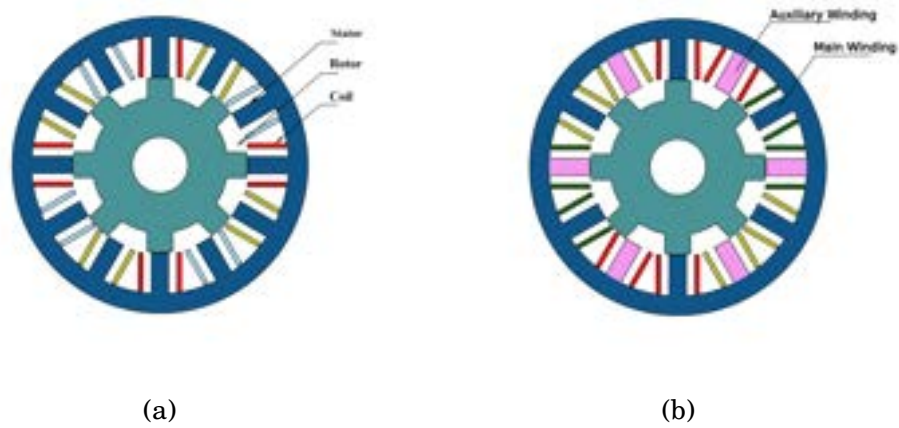 Stator
Rotor
Coil
Auxiliary Winding
Main Winding
(a)
(b)